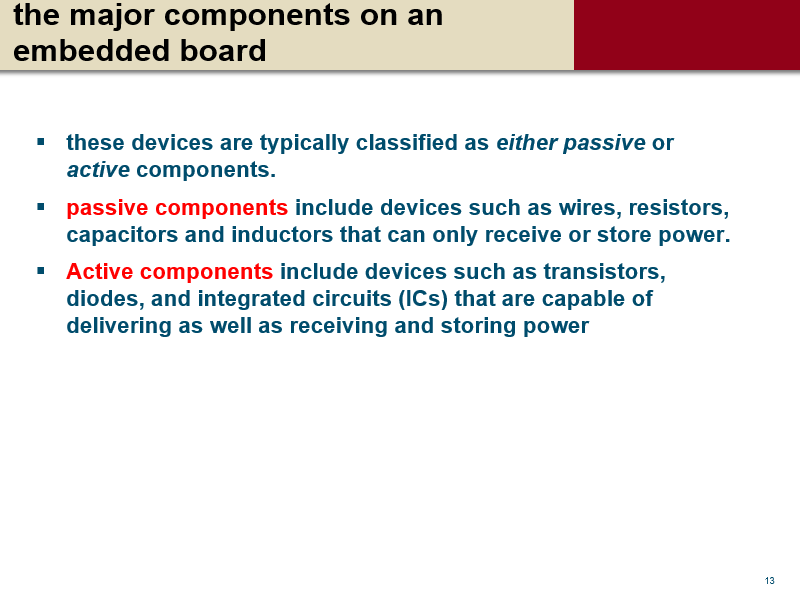 the major components on an
embedded board
▪ these devices are typically classified as either passive or
active components.
▪ passive components include devices such as wires, resistors,
capacitors and inductors that can only receive or store power.
▪ Active components include devices such as transistors,
diodes, and integrated circuits (ICs) that are capable of
delivering as well as receiving and storing power
13